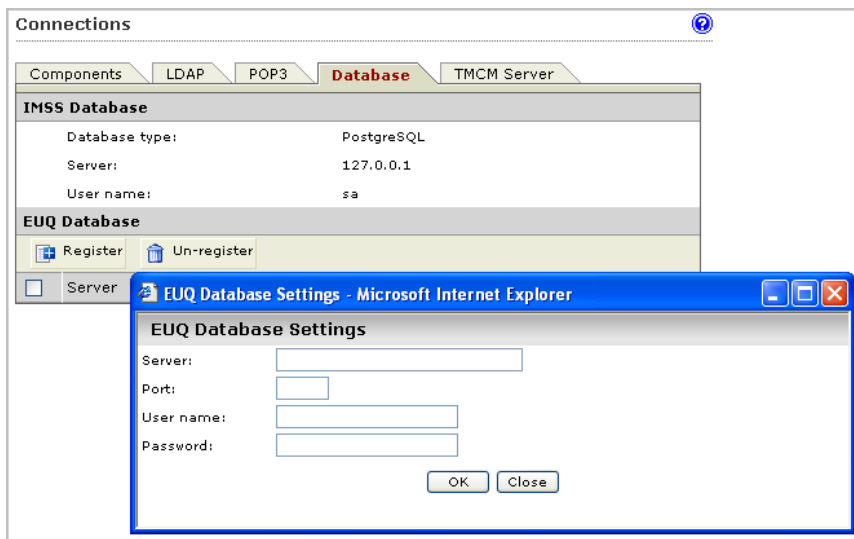 Connections
?
Components LDAP POP3 Database TMCM Server
IMSS Database
Database type: PostgreSQL
Server: 127.0.0.1
User name: sa
EUQ Database
Register Un-register
Server
EUQ Database Settings - Microsoft Internet Explorer
EUQ Database Settings
Server:
Port:
User name:
Password:
OK Close